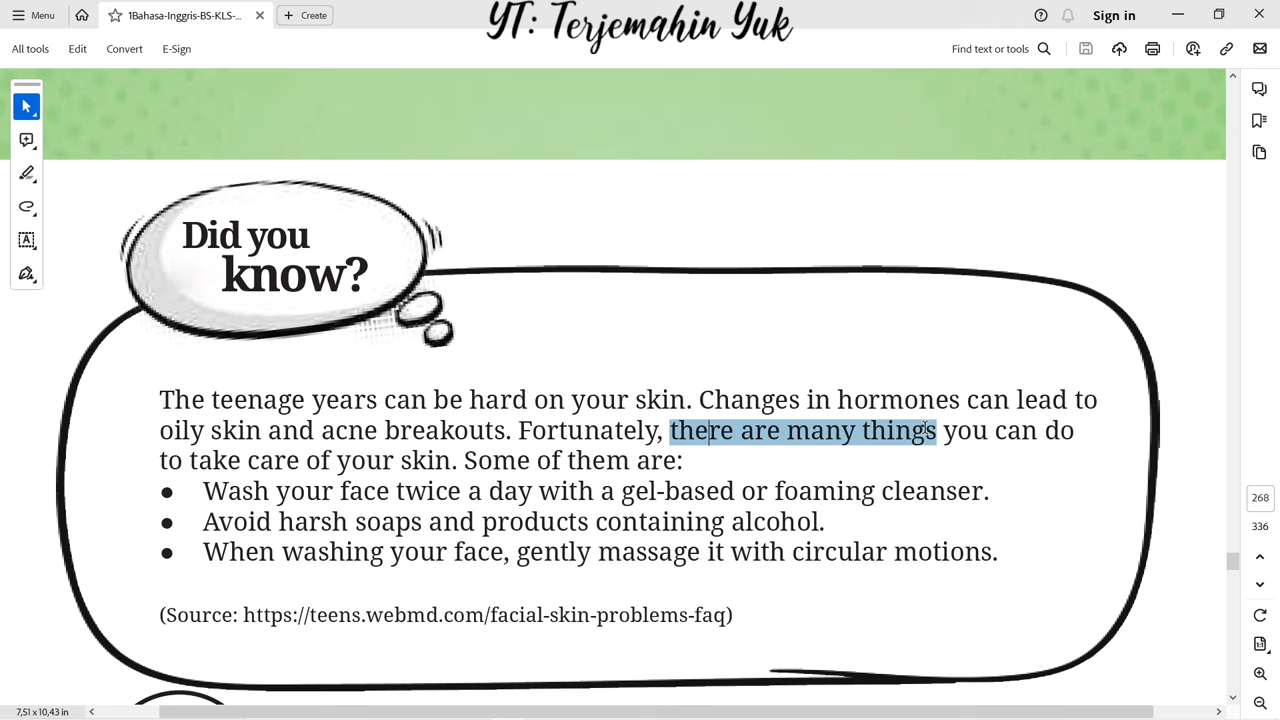 Menu
1Bahasa-Inggris-BS-KLS-...
Create
YT: Terjemahin Yuk
Sign in
All tools
Edit
Convert
E-Sign
Find text or tools
Did you
know?
The teenage years can be hard on your skin. Changes in hormones can lead to
oily skin and acne breakouts. Fortunately, there are many things you can do
to take care of your skin. Some of them are:
● Wash your face twice a day with a gel-based or foaming cleanser.
● Avoid harsh soaps and products containing alcohol.
● When washing your face, gently massage it with circular motions.
(Source: https://teens.webmd.com/facial-skin-problems-faq)
268
336
7,51 x 10,43 in